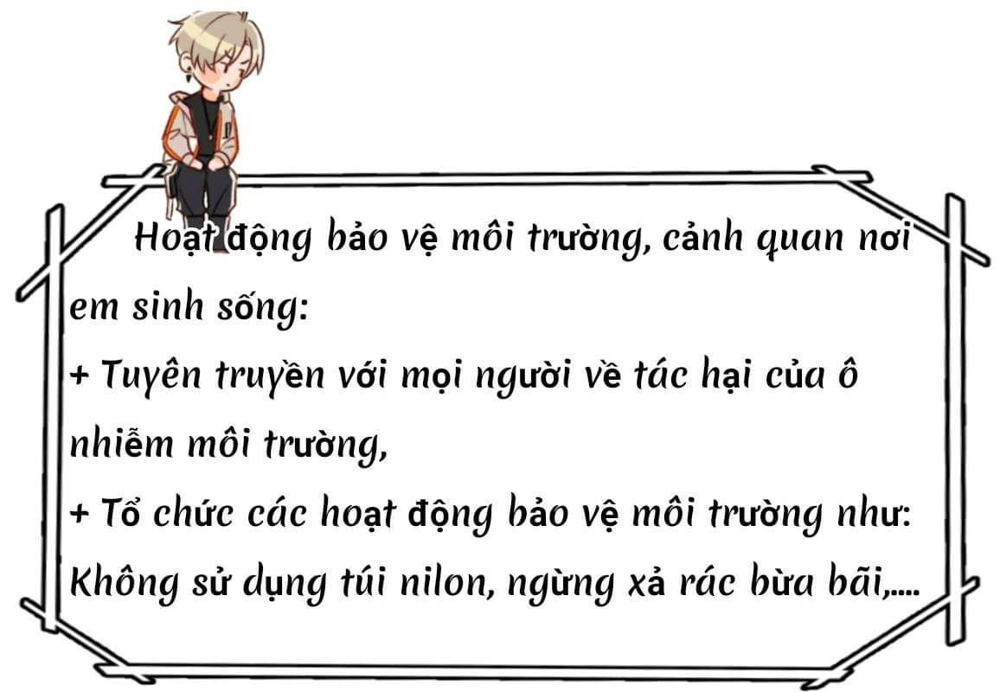 Hoạt động bảo vệ môi trường, cảnh quan nơi
em sinh sống:
+ Tuyên truyền với mọi người về tác hại của ô
nhiễm môi trường,
+ Tổ chức các hoạt động bảo vệ môi trường như:
Không sử dụng túi nilon, ngừng xả rác bừa bãi,....